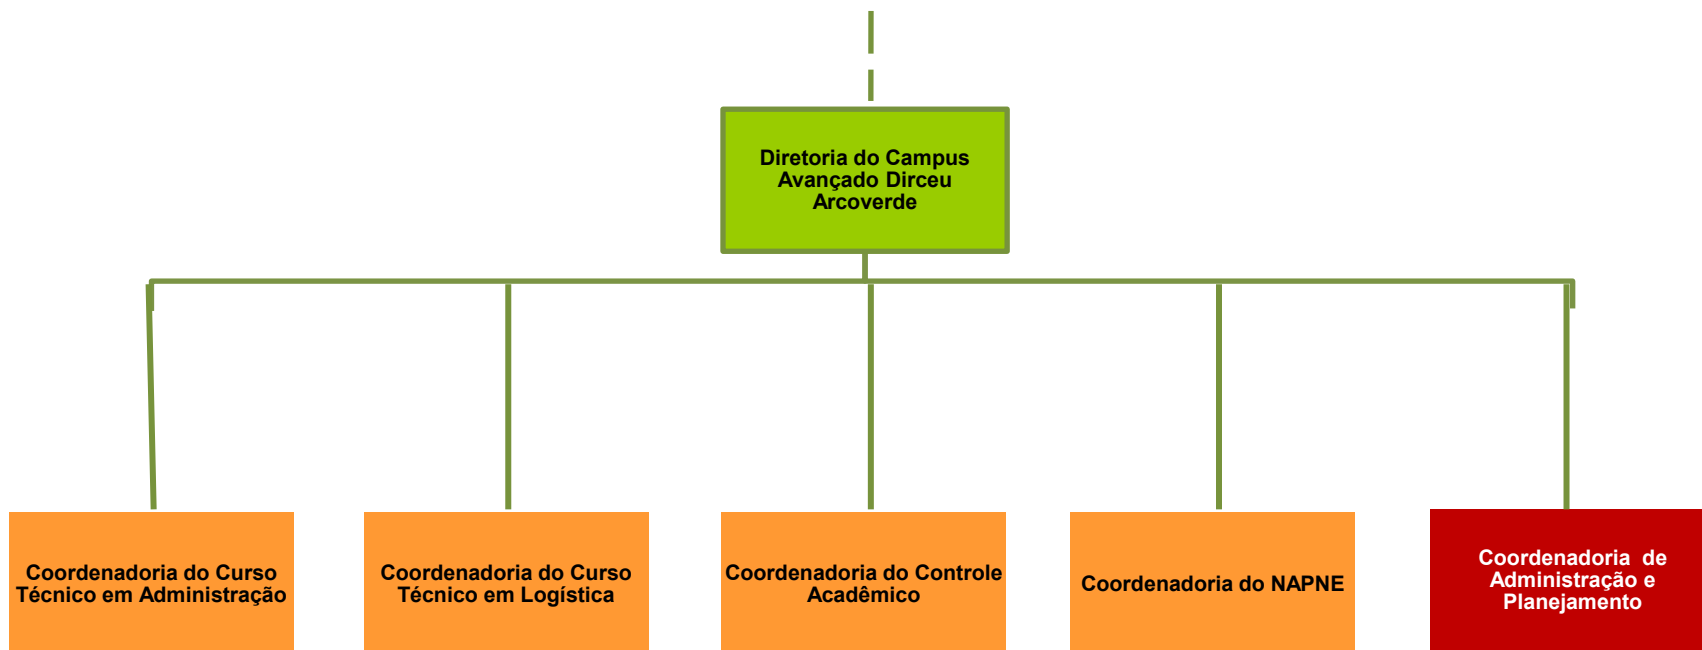 Diretoria do Campus
Avançado Dirceu
Arcoverde
Coordenadoria do Curso
Técnico em Administração
Coordenadoria do Curso
Técnico em Logística
Coordenadoria do Controle
Acadêmico
Coordenadoria do NAPNE
Coordenadoria de
Administração e
Planejamento